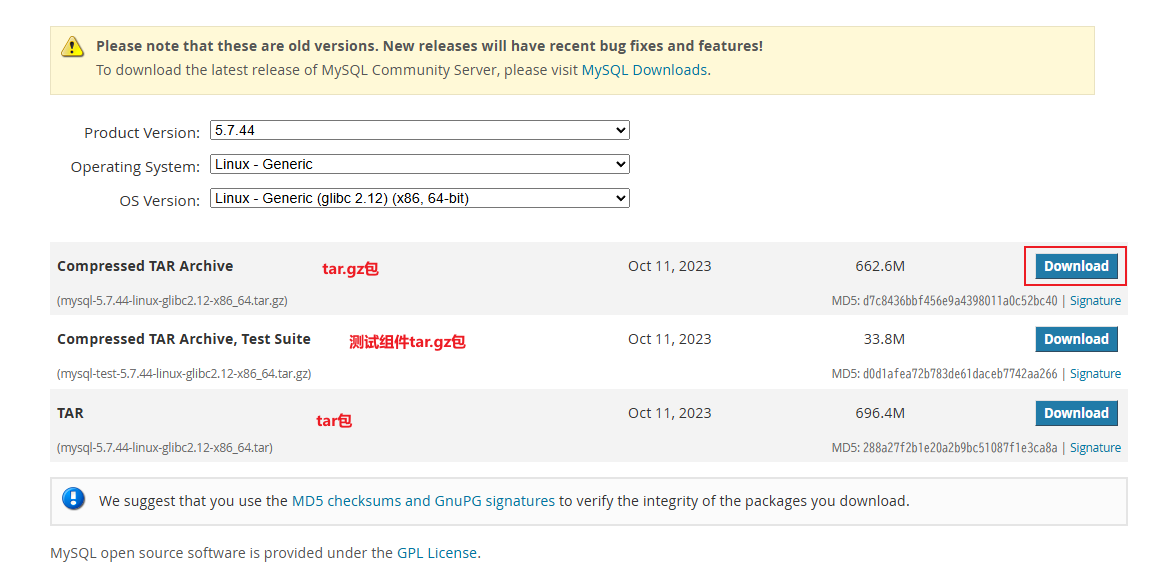 Please note that these are old versions. New releases will have recent bug fixes and features!
To download the latest release of MySQL Community Server, please visit MySQL Downloads.
Product Version: 5.7.44
Operating System: Linux - Generic
OS Version: Linux - Generic (glibc 2.12) (x86, 64-bit)
Compressed TAR Archive tar.gz包 Oct 11, 2023 662.6M Download
(mysql-5.7.44-linux-glibc2.12-x86_64.tar.gz) MD5: d7c8436bbf456e9a4398011a0c52bc40 | Signature
Compressed TAR Archive, Test Suite 测试组件tar.gz包 Oct 11, 2023 33.8M Download
(mysql-test-5.7.44-linux-glibc2.12-x86_64.tar.gz) MD5: d0d1afea72b783de61daceb7742aa266 | Signature
TAR tar包 Oct 11, 2023 696.4M Download
(mysql-5.7.44-linux-glibc2.12-x86_64.tar) MD5: 288a27f2b1e20a2b9bc51087f1e3ca8a | Signature
We suggest that you use the MD5 checksums and GnuPG signatures to verify the integrity of the packages you download.
MySQL open source software is provided under the GPL License.